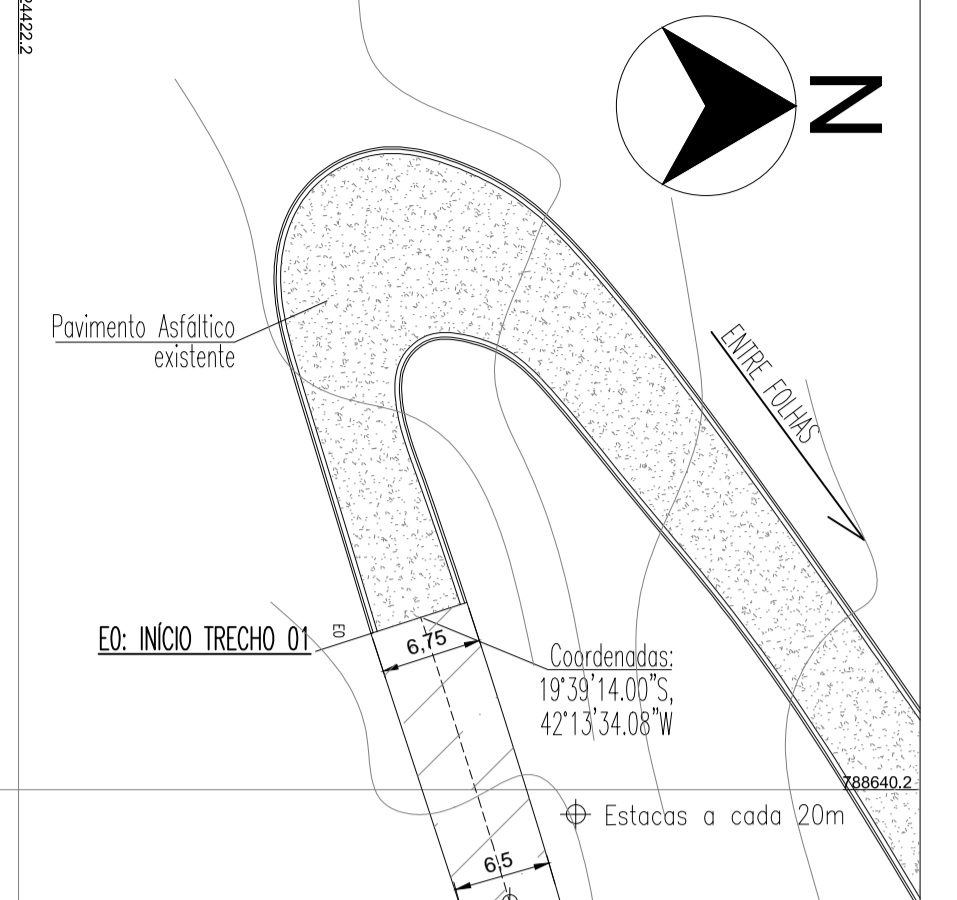 24422.2
N
Pavimento Asfáltico
existente
ENTRE FOLHAS
E0: INÍCIO TRECHO 01
E0
6,75
Coordenadas:
19°39'14.00"S,
42°13'34.08"W
788640.2
Estacas a cada 20m
6,5